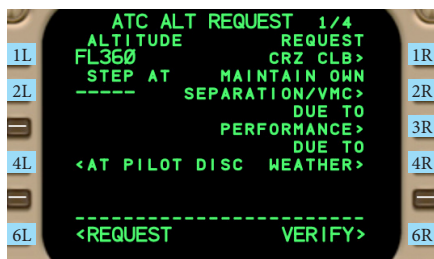 ATC ALT REQUEST 1/4
ALTITUDE REQUEST
1L FL360 CRZ CLB> 1R
STEP AT MAINTAIN OWN
2L ----- SEPARATION/VMC> 2R
DUE TO
PERFORMANCE> 3R
DUE TO
4L <AT PILOT DISC WEATHER> 4R
------------------------
6L <REQUEST VERIFY> 6R